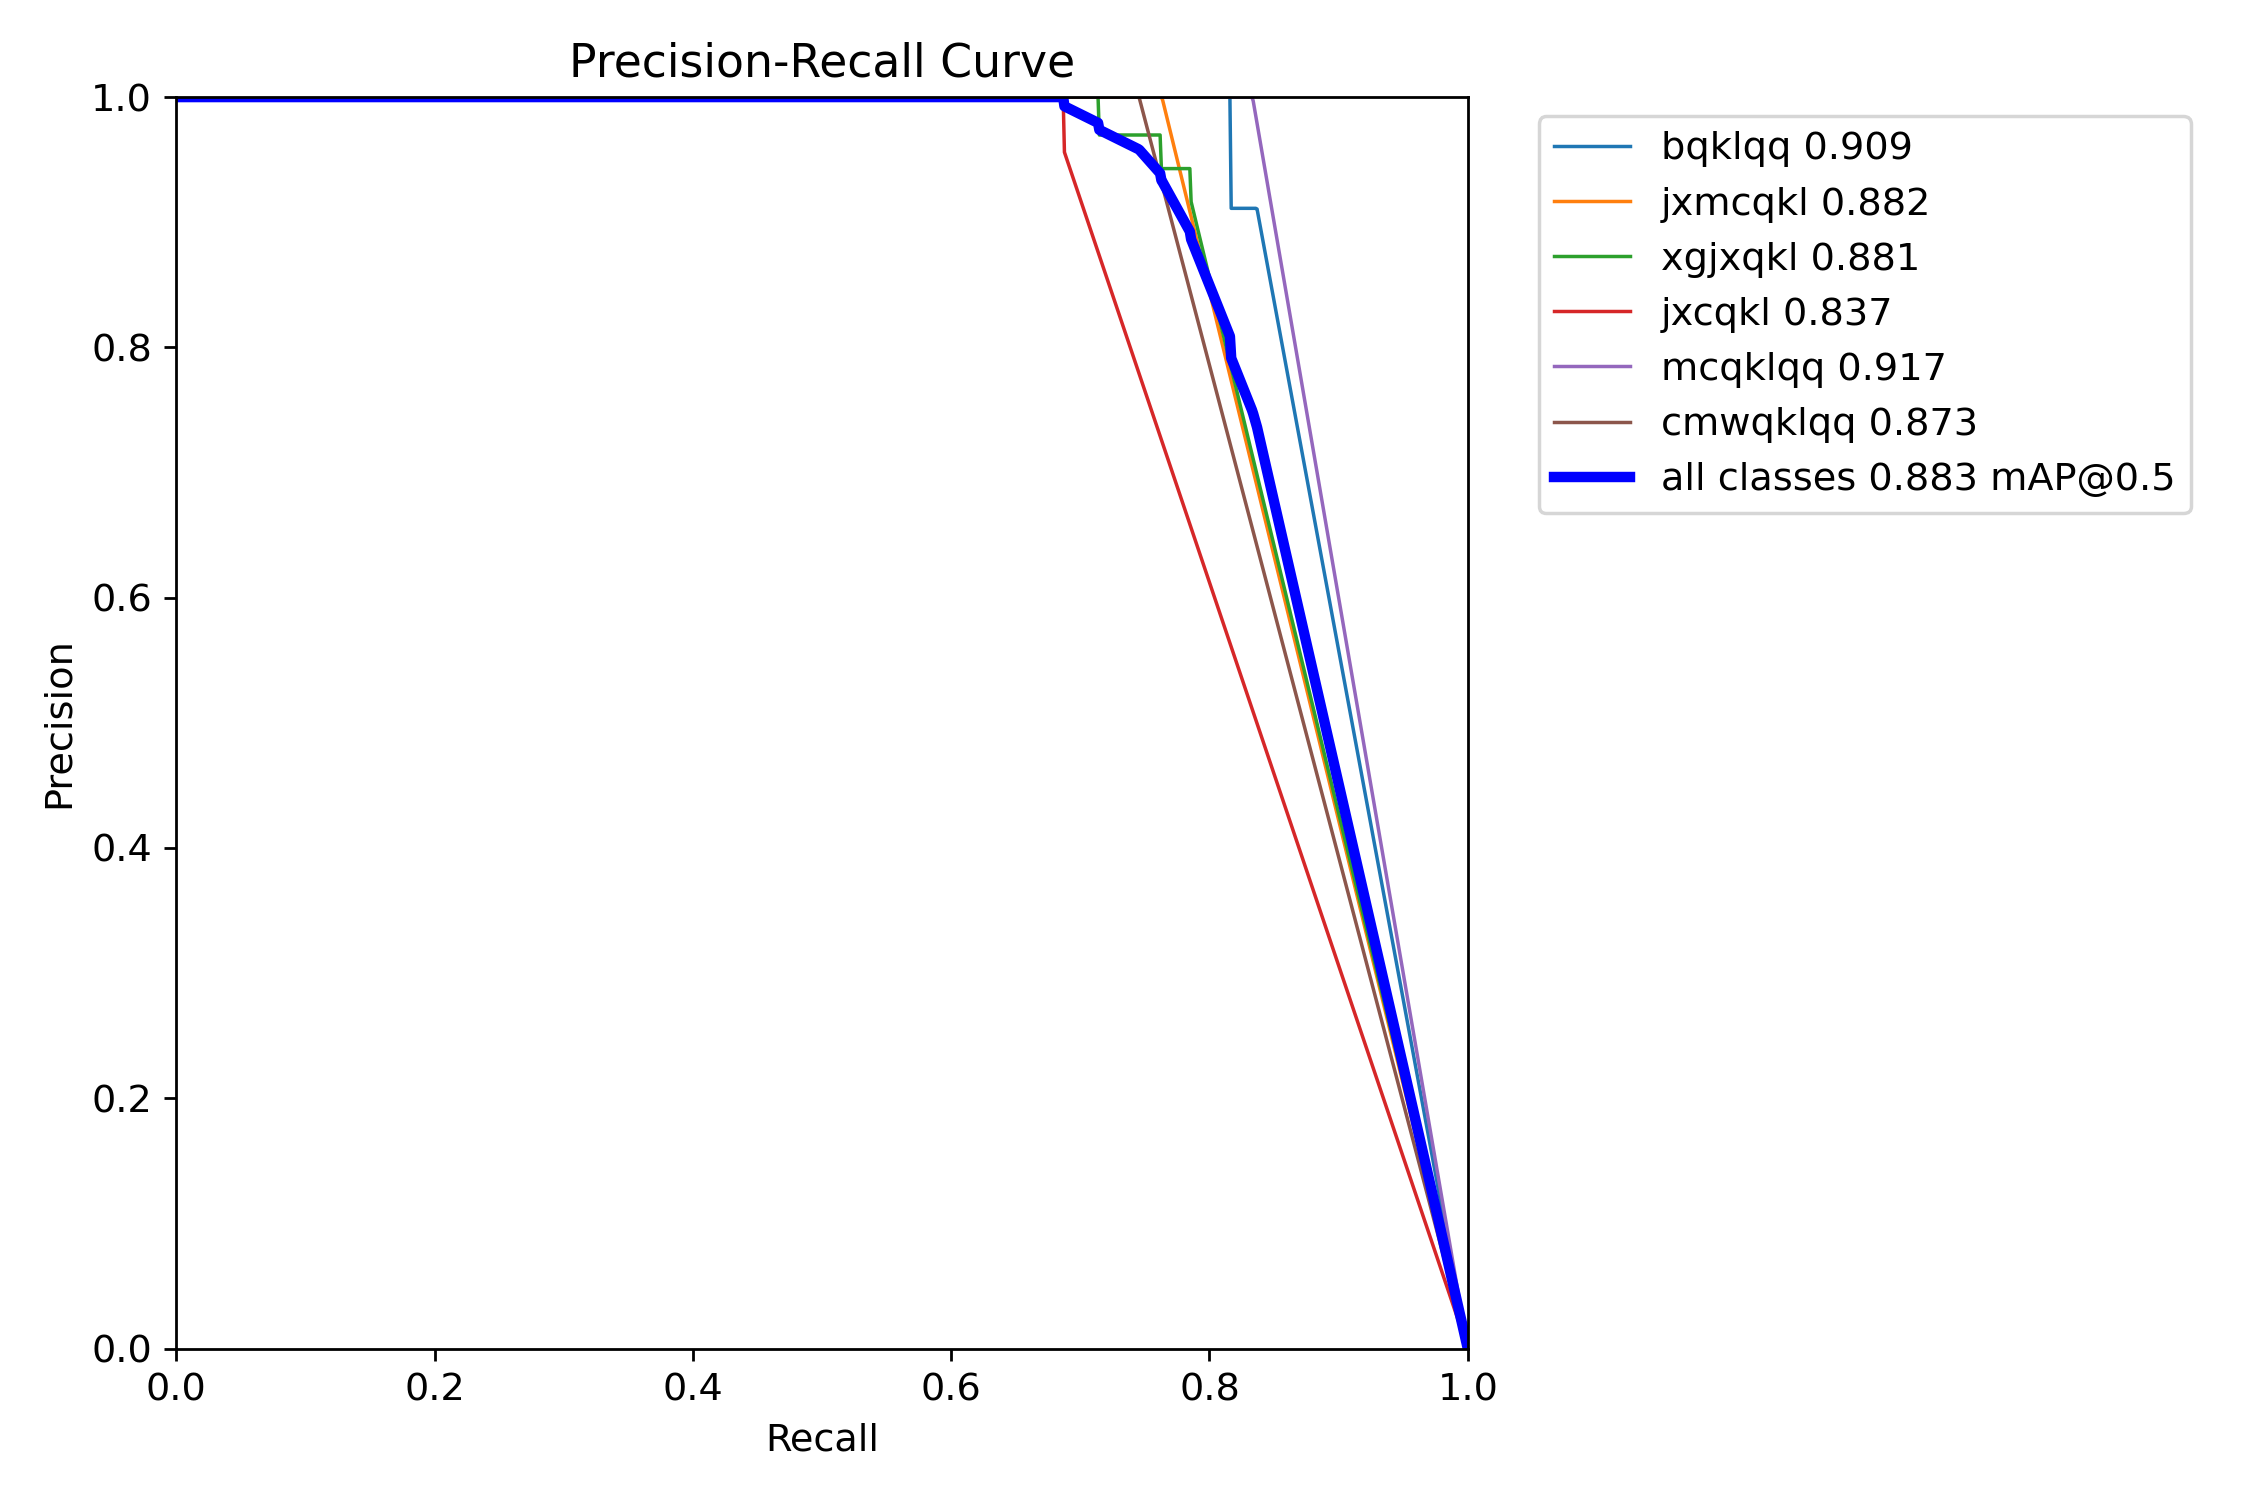 Precision-Recall Curve
1.0
0.8
0.6
0.4
0.2
0.0
Precision
0.0 0.2 0.4 0.6 0.8 1.0
Recall
bqklqq 0.909
jxmcqkl 0.882
xgjxqkl 0.881
jxcqkl 0.837
mcqklqq 0.917
cmwqklqq 0.873
all classes 0.883 mAP@0.5